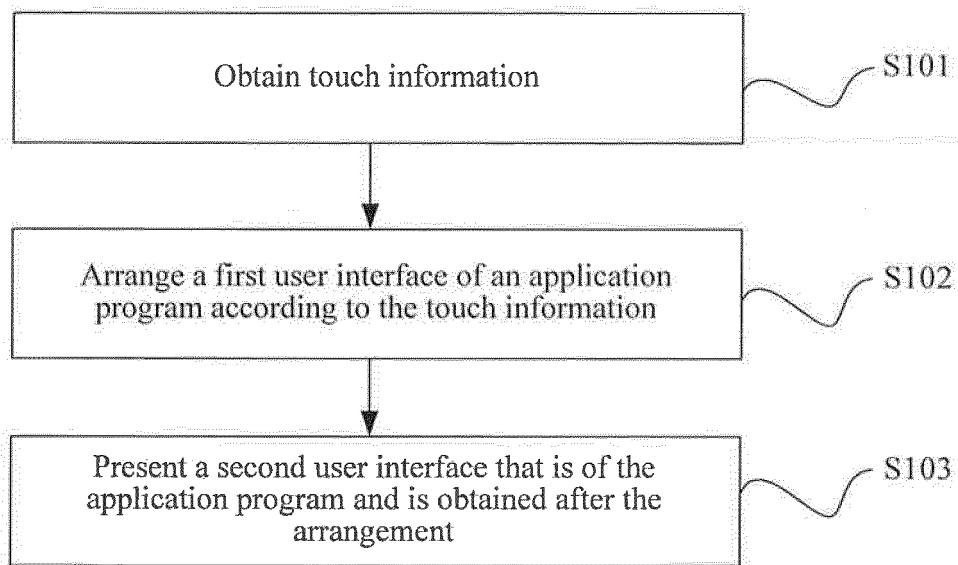 Obtain touch information
S101
Arrange a first user interface of an application
program according to the touch information
S102
Present a second user interface that is of the
application program and is obtained after the
arrangement
S103